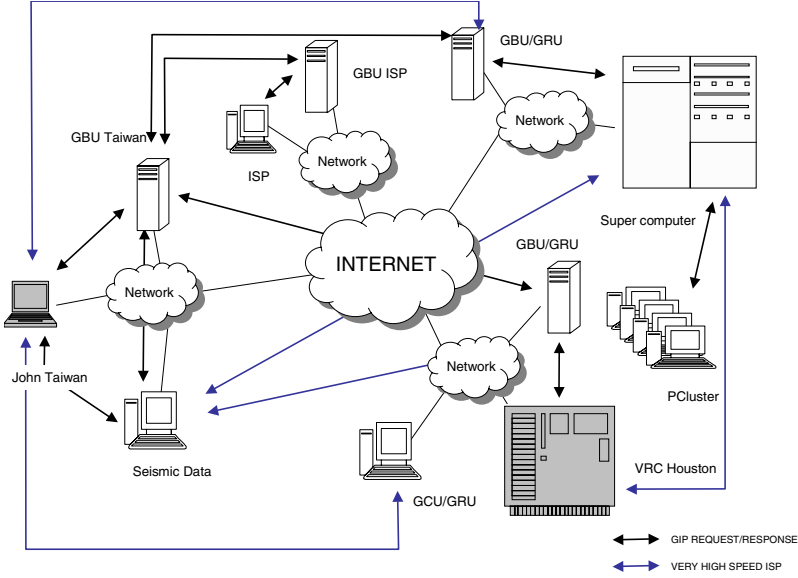 GBU/GRU
GBU ISP
Network
GBU Taiwan
Network
ISP
Super computer
GBU/GRU
INTERNET
Network
Network
John Taiwan
PCluster
Seismic Data
VRC Houston
GCU/GRU
GIP REQUEST/RESPONSE
VERY HIGH SPEED ISP